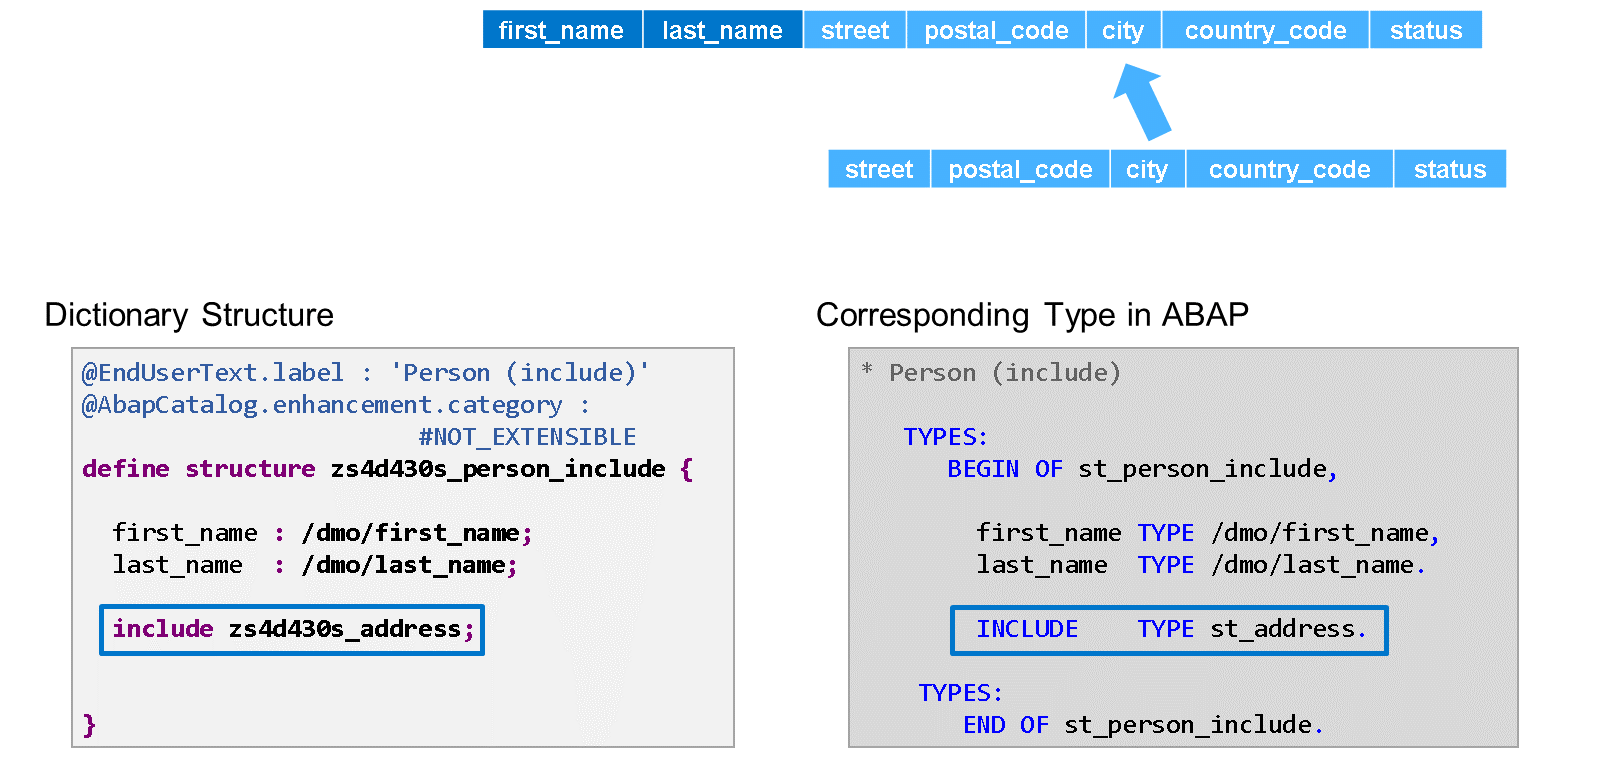 first_name last_name street postal_code city country_code status
street postal_code city country_code status
Dictionary Structure
@EndUserText.label : 'Person (include)'
@AbapCatalog.enhancement.category :
#NOT_EXTENSIBLE
define structure zs4d430s_person_include {
first_name : /dmo/first_name;
last_name : /dmo/last_name;
include zs4d430s_address;
}
Corresponding Type in ABAP
* Person (include)
TYPES:
BEGIN OF st_person_include,
first_name TYPE /dmo/first_name,
last_name TYPE /dmo/last_name.
INCLUDE TYPE st_address.
TYPES:
END OF st_person_include.